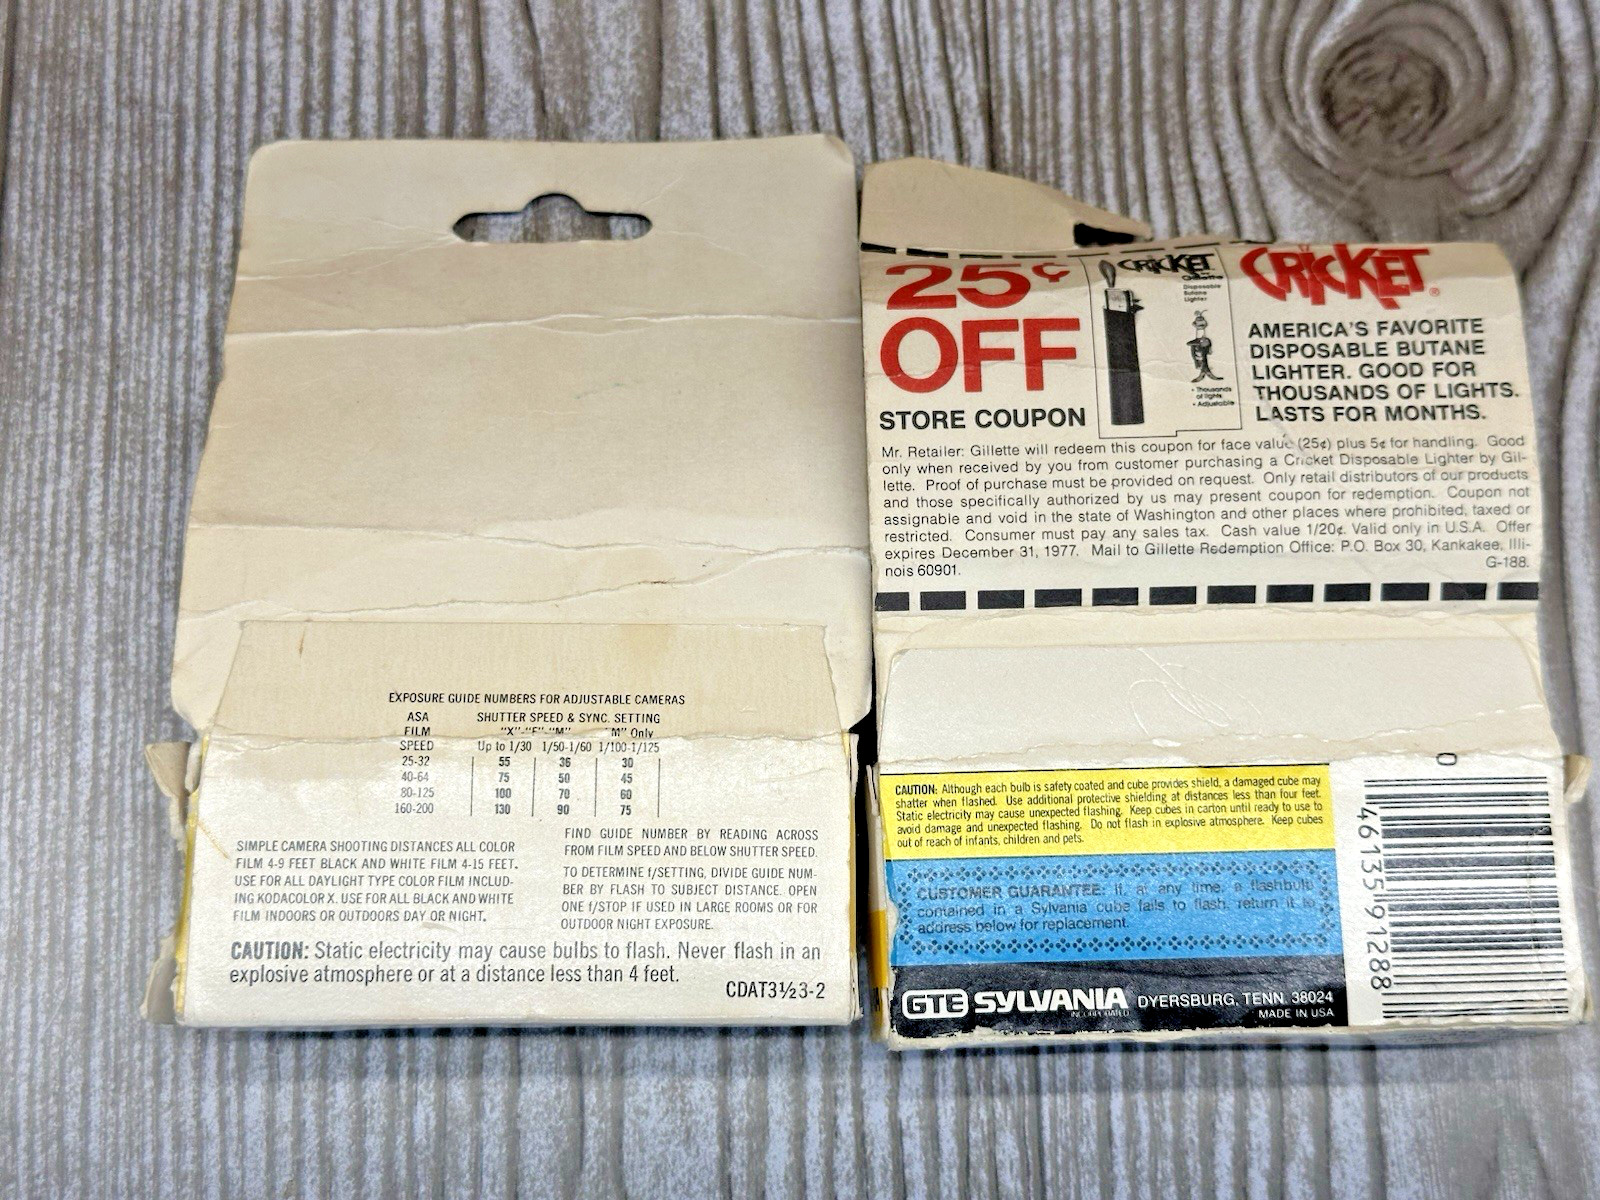 EXPOSURE GUIDE NUMBERS FOR ADJUSTABLE CAMERAS
ASA SHUTTER SPEED & SYNC. SETTING
FILM "X"-"F"-"M" "M" Only
SPEED Up to 1/30 1/50-1/60 1/100-1/125
25-32 55 36 30
40-64 75 50 45
80-125 100 70 60
160-200 130 90 75
SIMPLE CAMERA SHOOTING DISTANCES ALL COLOR
FILM 4-9 FEET BLACK AND WHITE FILM 4-15 FEET.
USE FOR ALL DAYLIGHT TYPE COLOR FILM INCLUD-
ING KODACOLOR X. USE FOR ALL BLACK AND WHITE
FILM INDOORS OR OUTDOORS DAY OR NIGHT.
FIND GUIDE NUMBER BY READING ACROSS
FROM FILM SPEED AND BELOW SHUTTER SPEED.
TO DETERMINE f/SETTING, DIVIDE GUIDE NUM-
BER BY FLASH TO SUBJECT DISTANCE. OPEN
ONE f/STOP IF USED IN LARGE ROOMS OR FOR
OUTDOOR NIGHT EXPOSURE.
CAUTION: Static electricity may cause bulbs to flash. Never flash in an
explosive atmosphere or at a distance less than 4 feet.
CDAT3½3-2
25¢
OFF
STORE COUPON
CRICKET
Gillette
Disposable
Butane
Lighter
• Thousands
of lights
• Adjustable
CRICKET®
AMERICA'S FAVORITE
DISPOSABLE BUTANE
LIGHTER. GOOD FOR
THOUSANDS OF LIGHTS.
LASTS FOR MONTHS.
Mr. Retailer: Gillette will redeem this coupon for face value (25¢) plus 5¢ for handling. Good
only when received by you from customer purchasing a Cricket Disposable Lighter by Gil-
lette. Proof of purchase must be provided on request. Only retail distributors of our products
and those specifically authorized by us may present coupon for redemption. Coupon not
assignable and void in the state of Washington and other places where prohibited, taxed or
restricted. Consumer must pay any sales tax. Cash value 1/20¢. Valid only in U.S.A. Offer
expires December 31, 1977. Mail to Gillette Redemption Office: P.O. Box 30, Kankakee, Illi-
nois 60901. G-188.
CAUTION: Although each bulb is safety coated and cube provides shield, a damaged cube may
shatter when flashed. Use additional protective shielding at distances less than four feet.
Static electricity may cause unexpected flashing. Keep cubes in carton until ready to use to
avoid damage and unexpected flashing. Do not flash in explosive atmosphere. Keep cubes
out of reach of infants, children and pets.
CUSTOMER GUARANTEE: If, at any time, a flashbulb
contained in a Sylvania cube fails to flash, return it to
address below for replacement.
GTE SYLVANIA INCORPORATED DYERSBURG, TENN. 38024
MADE IN USA
0
46135 91288